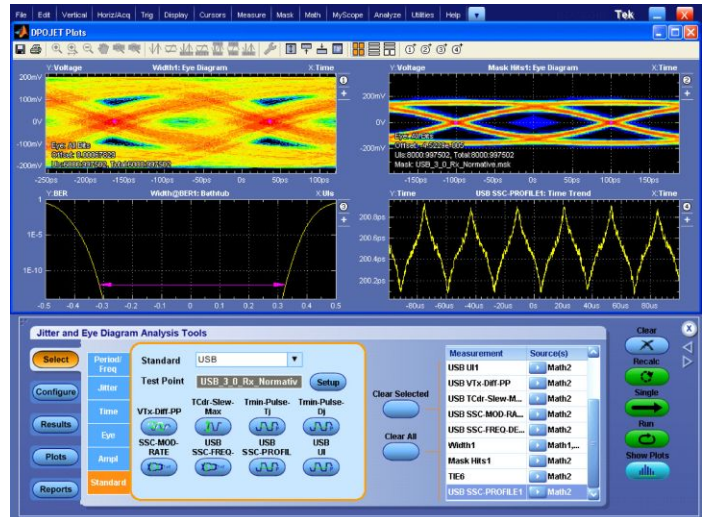 File Edit Vertical Horiz/Acq Trig Display Cursors Measure Mask Math MyScope Analyze Utilities Help Tek
DPOJET Plots
Y:Voltage Width1: Eye Diagram X:Time
200mV
100mV
0V
-100mV
-200mV
Eye: All Bits
-250ps -200ps -150ps -100ps -50ps 0s 50ps 100ps
1
Y:Voltage Mask Hits1: Eye Diagram X:Time
200mV
0V
-200mV
UIs:8000:997502, Total:8000:997502
Mask: USB_3_0_Rx_Normative.msk
-150ps -100ps -50ps 0s 50ps 100ps 150ps
2
Y:BER Width@BER1: Bathtub X:UIs
1
1E-5
1E-10
-0.5 -0.4 -0.3 -0.2 -0.1 0 0.1 0.2 0.3 0.4 0.5
3
Y:Time USB SSC-PROFILE1: Time Trend X:Time
200.8ps
200.6ps
200.4ps
200.2ps
-80us -60us -40us -20us 0s 20us 40us 60us 80us
4
Jitter and Eye Diagram Analysis Tools
Select
Configure
Results
Plots
Reports
Period/
Freq
Jitter
Time
Eye
Ampl
Standard
Standard USB
Test Point USB_3_0_Rx_Normativ Setup
VTx-Diff-PP
TCdr-Slew-
Max
Tmin-Pulse-
Tj
Tmin-Pulse-
Dj
SSC-MOD-
RATE
USB
SSC-FREQ-
USB
SSC-PROFIL
USB
UI
Clear Selected
Clear All
Measurement Source(s)
USB UI1 Math2
USB VTx-Diff-PP Math2
USB TCdr-Slew-M... Math2
USB SSC-MOD-RA... Math2
USB SSC-FREQ-DE... Math2
Width1 Math1,...
Mask Hits1 Math2
TIE6 Math2
USB SSC-PROFILE1 Math2
Clear
Recalc
Single
Run
Show Plots